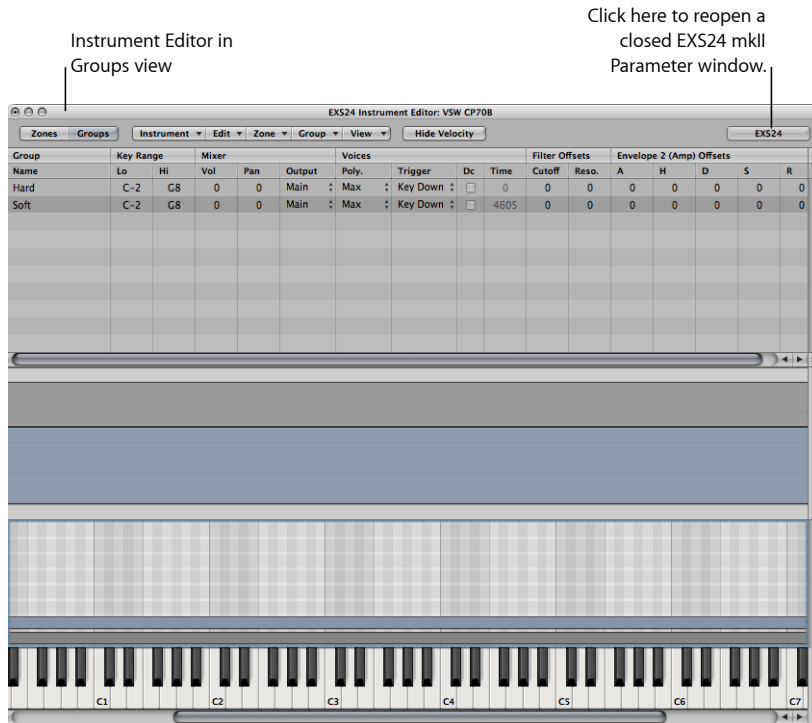 Click here to reopen a
closed EXS24 mkII
Parameter window.
Instrument Editor in
Groups view
EXS24 Instrument Editor: VSW CP70B
Zones Groups Instrument Edit Zone Group View Hide Velocity EXS24
Group Key Range Mixer Voices Filter Offsets Envelope 2 (Amp) Offsets
Name Lo Hi Vol Pan Output Poly. Trigger Dc Time Cutoff Reso. A H D S R
Hard C-2 G8 0 0 Main Max Key Down 0 0 0 0 0 0 0 0
Soft C-2 G8 0 0 Main Max Key Down 4605 0 0 0 0 0 0 0
C1 C2 C3 C4 C5 C6 C7